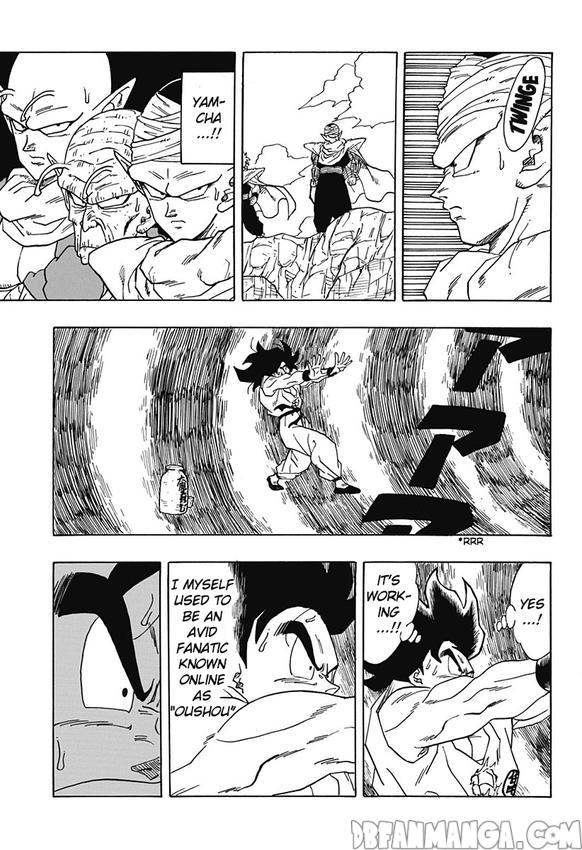 TWINGE
YAM-
CHA
...!!
アアア
*RRR
YES
...!
IT'S
WORK-
ING
...!!
I MYSELF
USED TO
BE AN
AVID
FANATIC
KNOWN
ONLINE
AS
"OUSHOU"
DBFANMANGA.COM